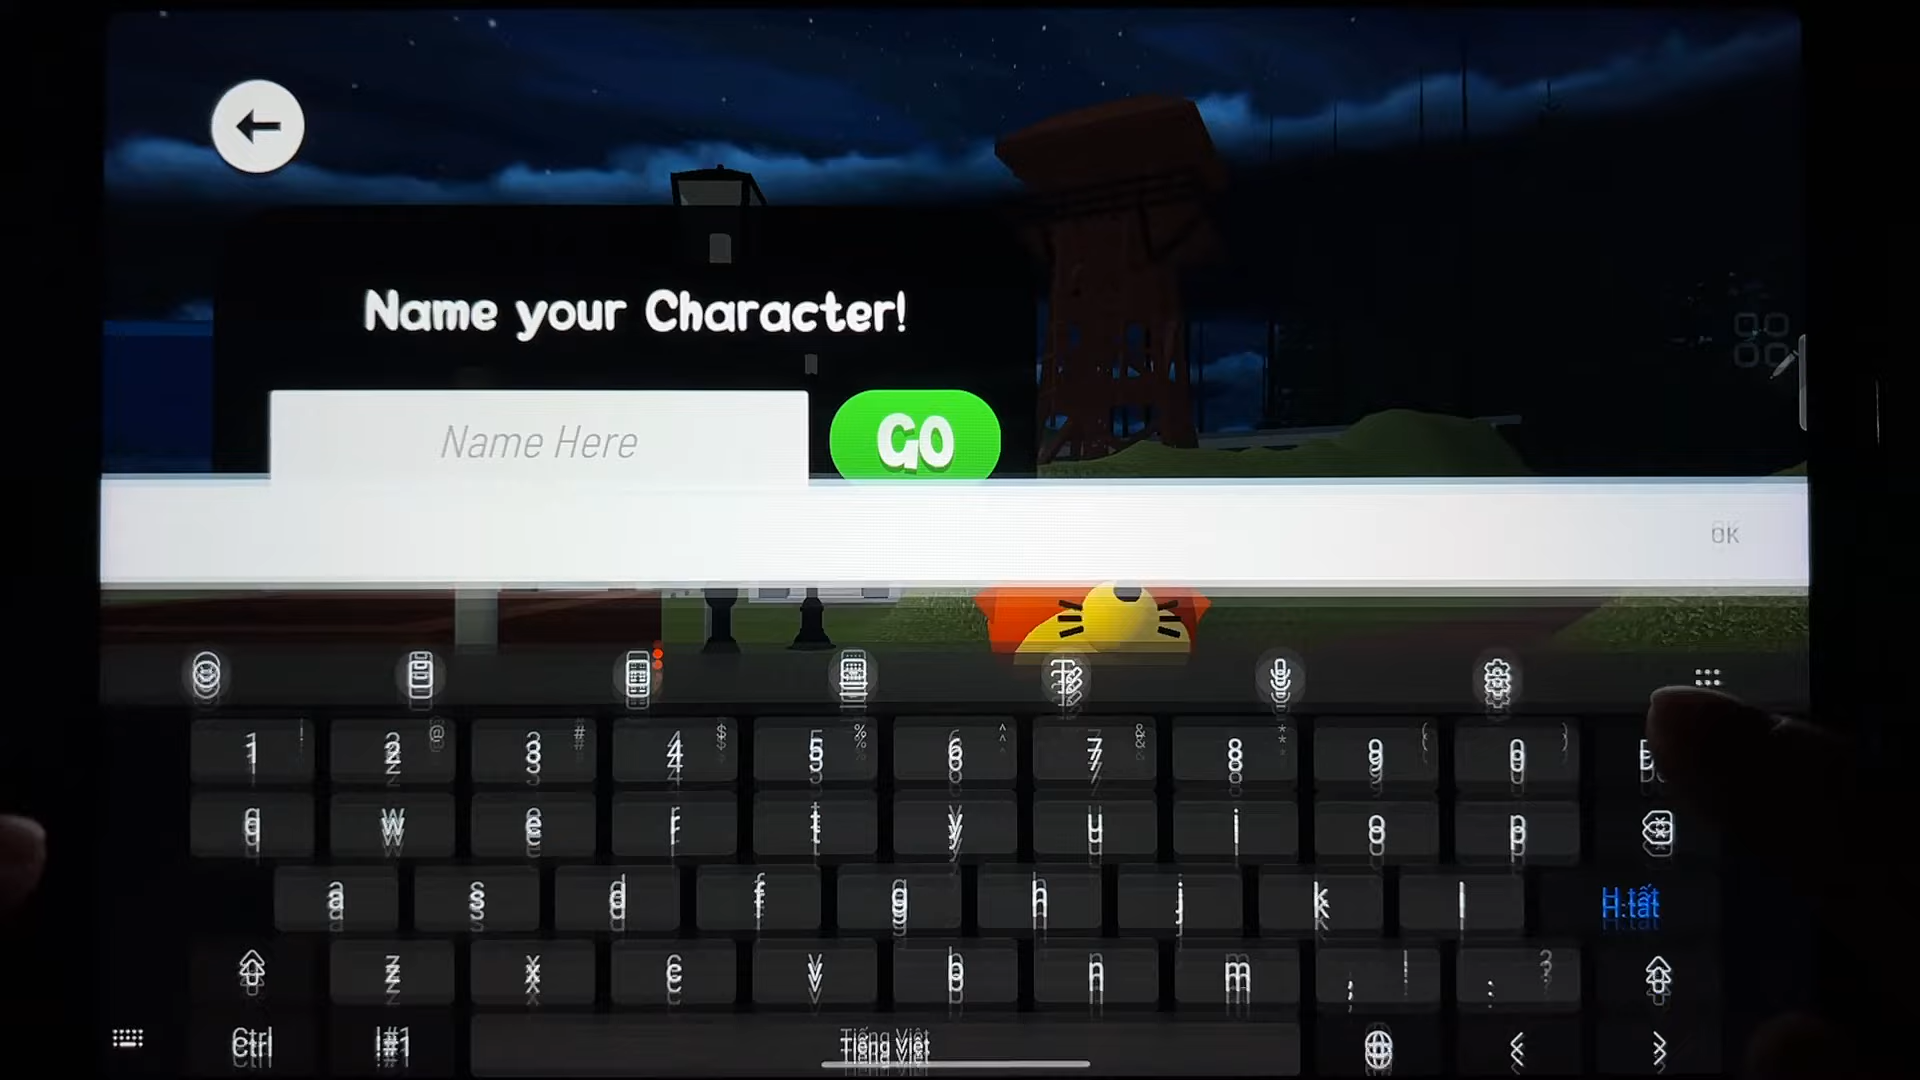 Name your Character!
Name Here
GO
OK
1 ! 2 @ 3 # 4 $ 5 % 6 ^ 7 & 8 * 9 ( 0 )
q w e r t y u i o p
a s d f g h j k l H.tất
z x c v b n m , ! . ?
Ctrl !#1 Tiếng Việt < >